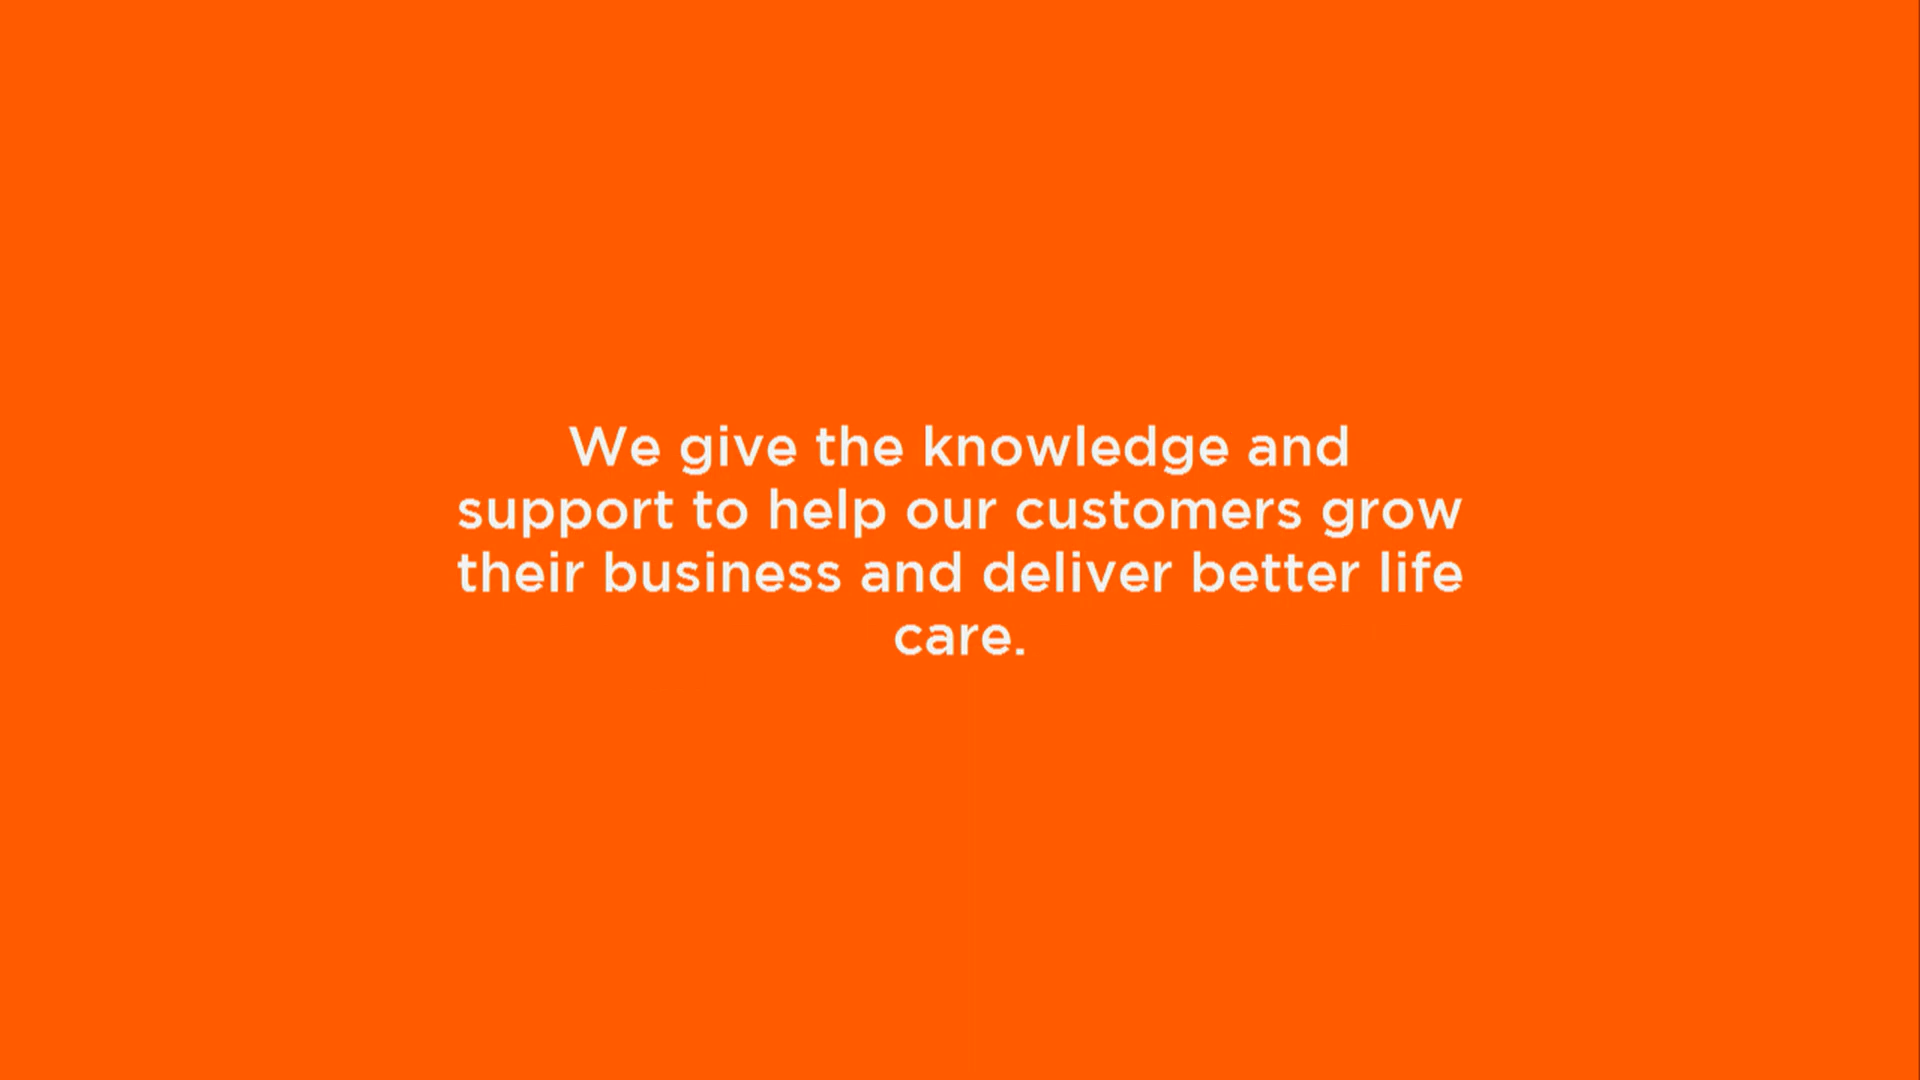 We give the knowledge and
support to help our customers grow
their business and deliver better life
care.